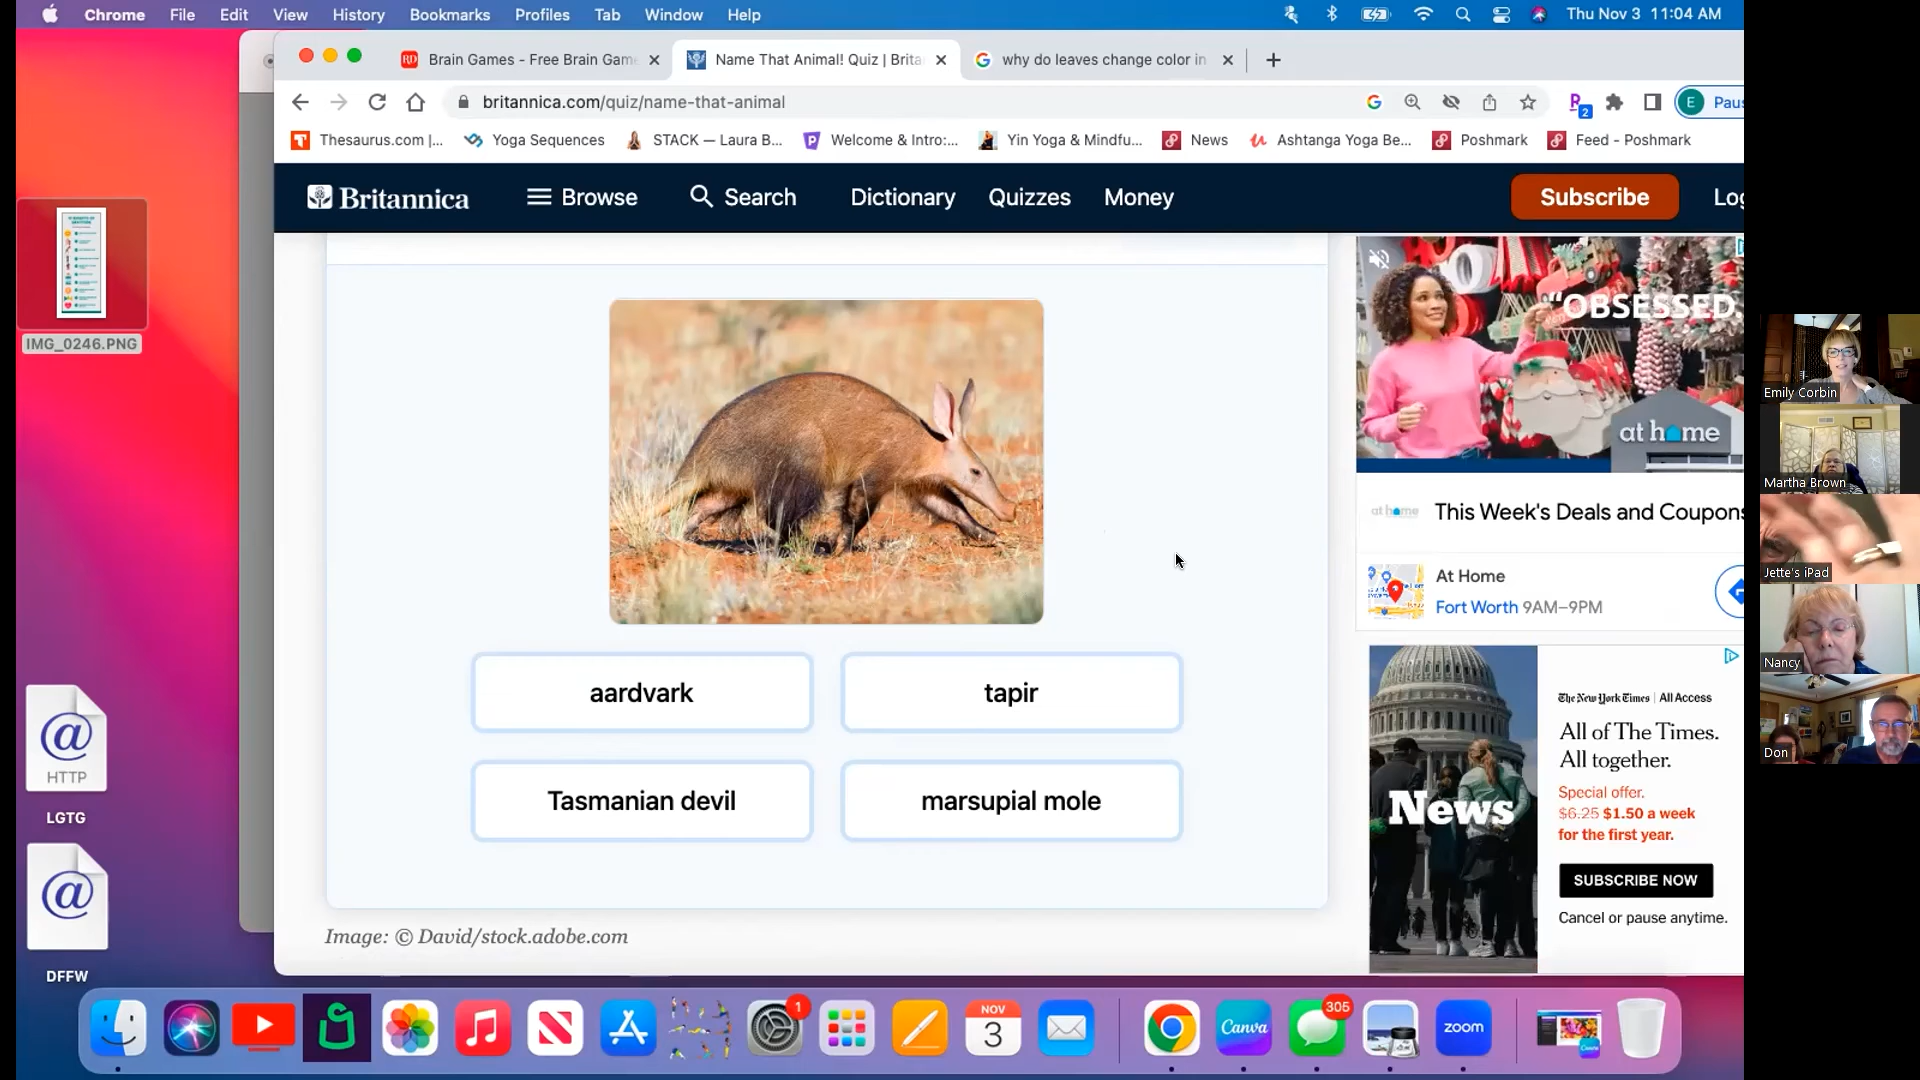 Chrome File Edit View History Bookmarks Profiles Tab Window Help
Thu Nov 3 11:04 AM
Brain Games - Free Brain Game
Name That Animal! Quiz | Brita
why do leaves change color in
britannica.com/quiz/name-that-animal
2
E
Paus
Thesaurus.com |...
Yoga Sequences
STACK — Laura B...
Welcome & Intro:...
Yin Yoga & Mindfu...
News
Ashtanga Yoga Be...
Poshmark
Feed - Poshmark
Britannica
Browse
Search
Dictionary
Quizzes
Money
Subscribe
Log
IMG_0246.PNG
"OBSESSED.
at home
at home
This Week's Deals and Coupons
At Home
Fort Worth 9AM–9PM
aardvark
tapir
Tasmanian devil
marsupial mole
Image: © David/stock.adobe.com
News
The New York Times | All Access
All of The Times.
All together.
Special offer.
$6.25 $1.50 a week
for the first year.
SUBSCRIBE NOW
Cancel or pause anytime.
HTTP
LGTG
DFFW
Emily Corbin
Martha Brown
Jette's iPad
Nancy
Don
1
NOV
3
Canva
305
zoom